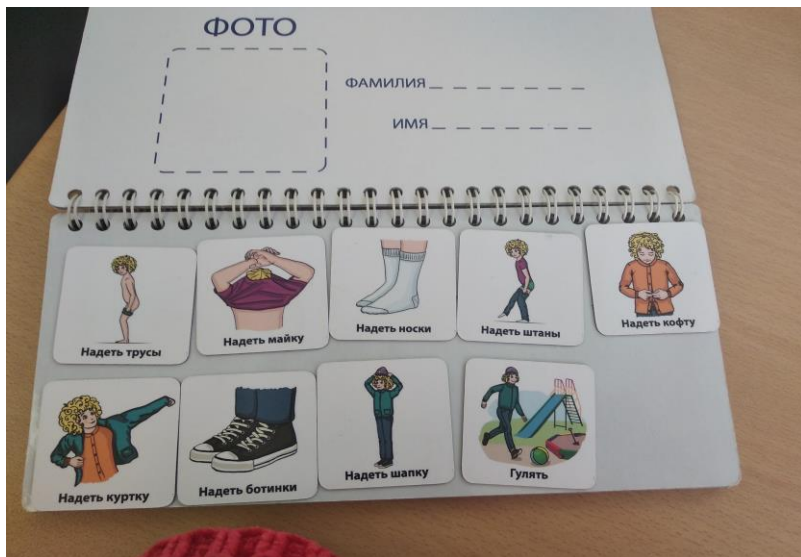 ФОТО
ФАМИЛИЯ
ИМЯ
Надеть трусы
Надеть майку
Надеть носки
Надеть штаны
Надеть кофту
Надеть куртку
Надеть ботинки
Надеть шапку
Гулять